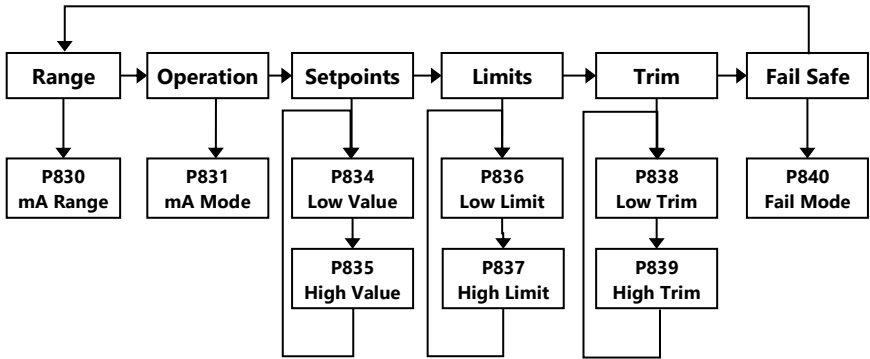 Range
Operation
Setpoints
Limits
Trim
Fail Safe
P830
mA Range
P831
mA Mode
P834
Low Value
P836
Low Limit
P838
Low Trim
P840
Fail Mode
P835
High Value
P837
High Limit
P839
High Trim